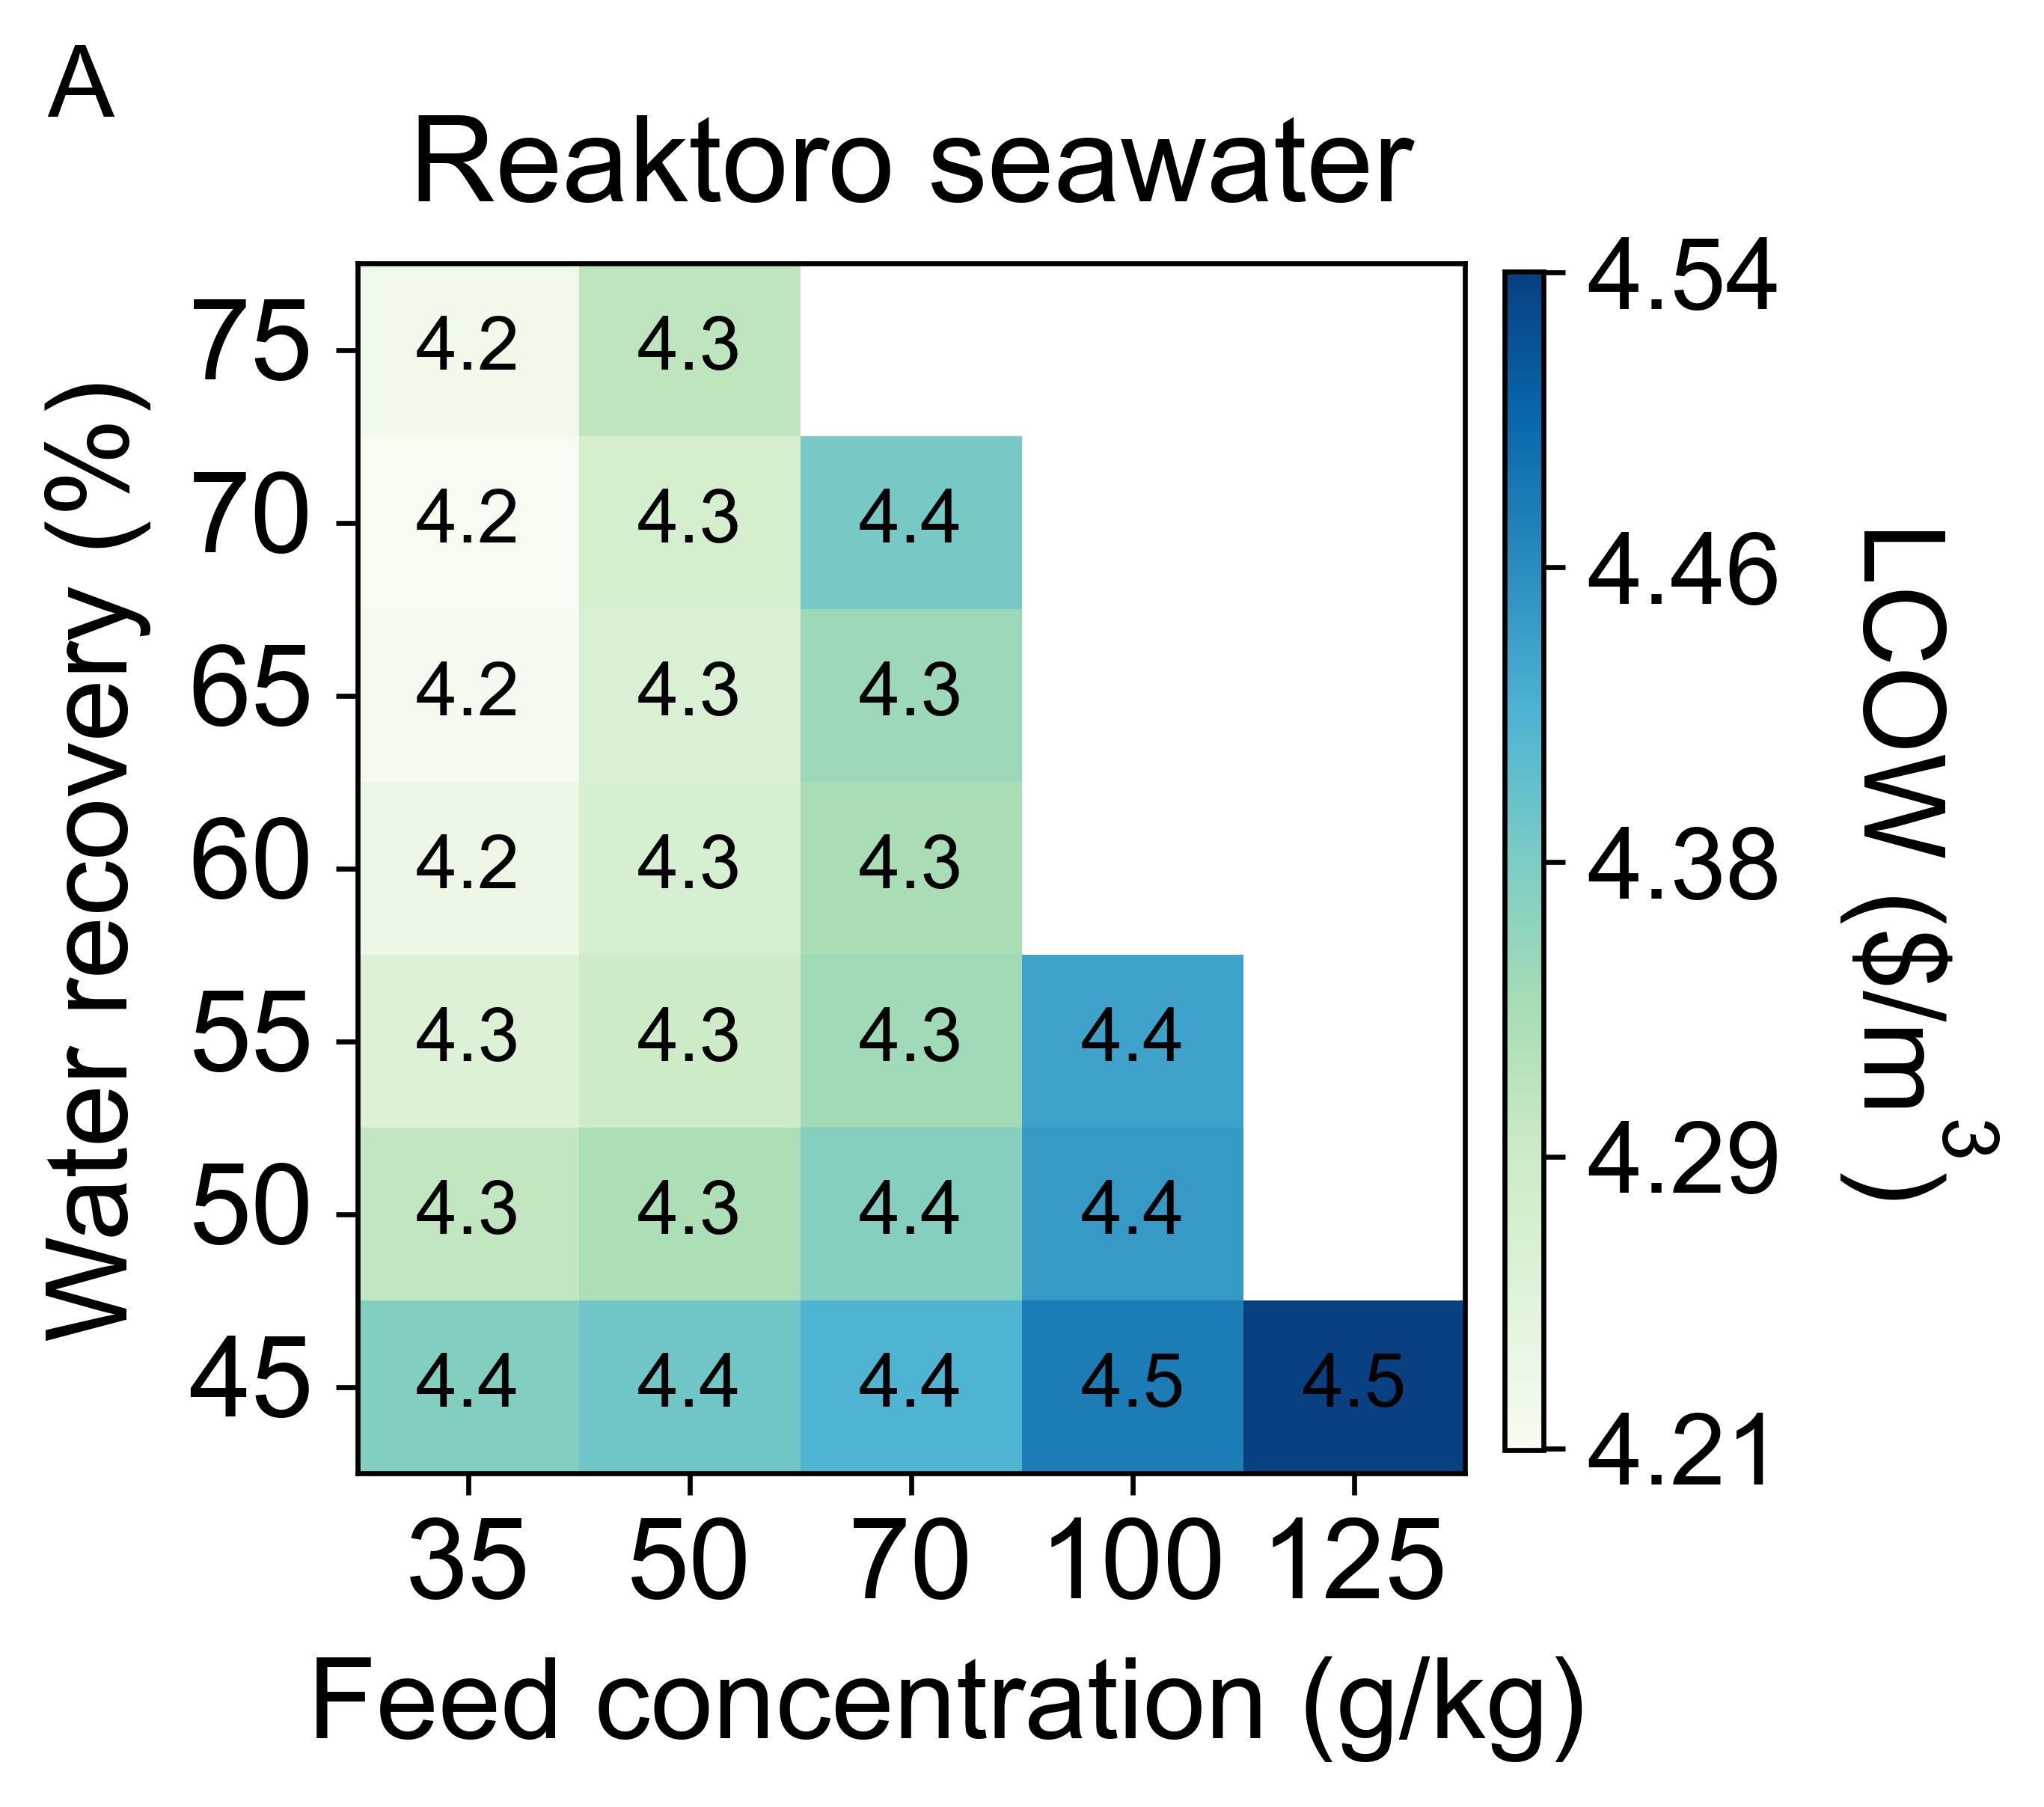 A
Reaktoro seawater
75 4.2 4.3
70 4.2 4.3 4.4
65 4.2 4.3 4.3
60 4.2 4.3 4.3
55 4.3 4.3 4.3 4.4
50 4.3 4.3 4.4 4.4
45 4.4 4.4 4.4 4.5 4.5
35 50 70 100 125
Feed concentration (g/kg)
Water recovery (%)
4.54
4.46
4.38
4.29
4.21
LCOW ($/m³)